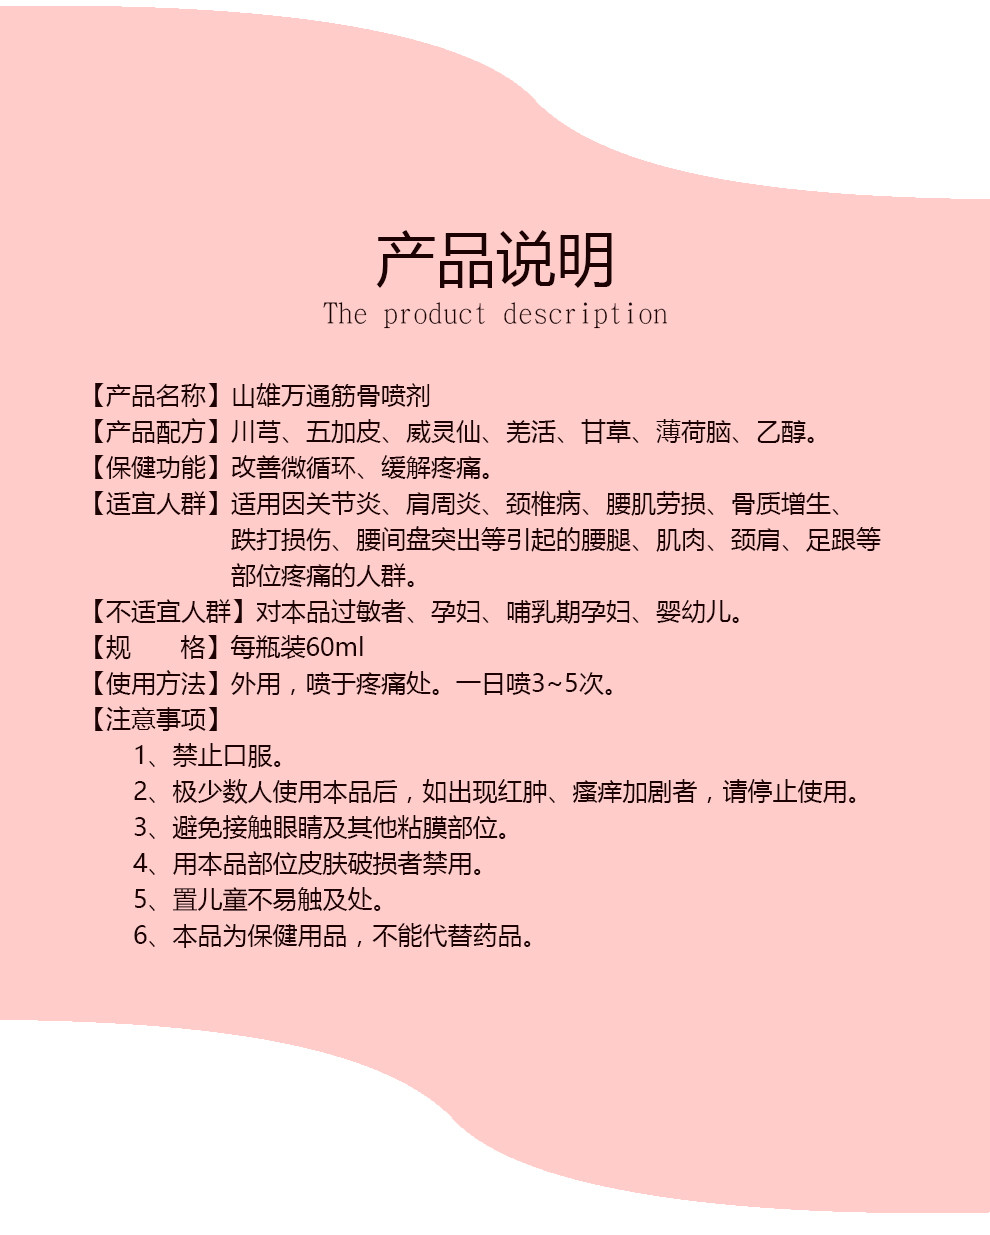 产品说明
The product description
【产品名称】山雄万通筋骨喷剂
【产品配方】川芎、五加皮、威灵仙、羌活、甘草、薄荷脑、乙醇。
【保健功能】改善微循环、缓解疼痛。
【适宜人群】适用因关节炎、肩周炎、颈椎病、腰肌劳损、骨质增生、
跌打损伤、腰间盘突出等引起的腰腿、肌肉、颈肩、足跟等
部位疼痛的人群。
【不适宜人群】对本品过敏者、孕妇、哺乳期孕妇、婴幼儿。
【规　　格】每瓶装60ml
【使用方法】外用，喷于疼痛处。一日喷3~5次。
【注意事项】
1、禁止口服。
2、极少数人使用本品后，如出现红肿、瘙痒加剧者，请停止使用。
3、避免接触眼睛及其他粘膜部位。
4、用本品部位皮肤破损者禁用。
5、置儿童不易触及处。
6、本品为保健用品，不能代替药品。